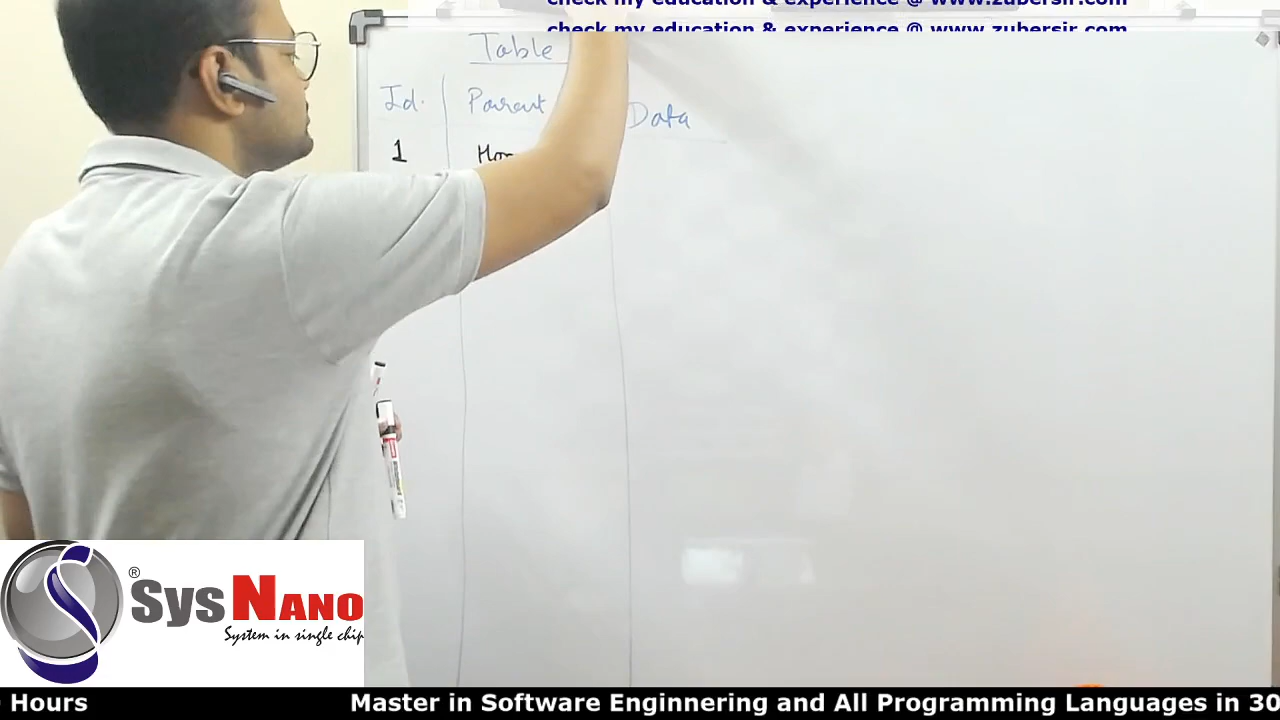 check my education & experience @ www.zubersir.com
check my education & experience @ www.zubersir.com
Table
Id. Parent Data
1
® SysNano
System in single chip
Hours Master in Software Enginnering and All Programming Languages in 30